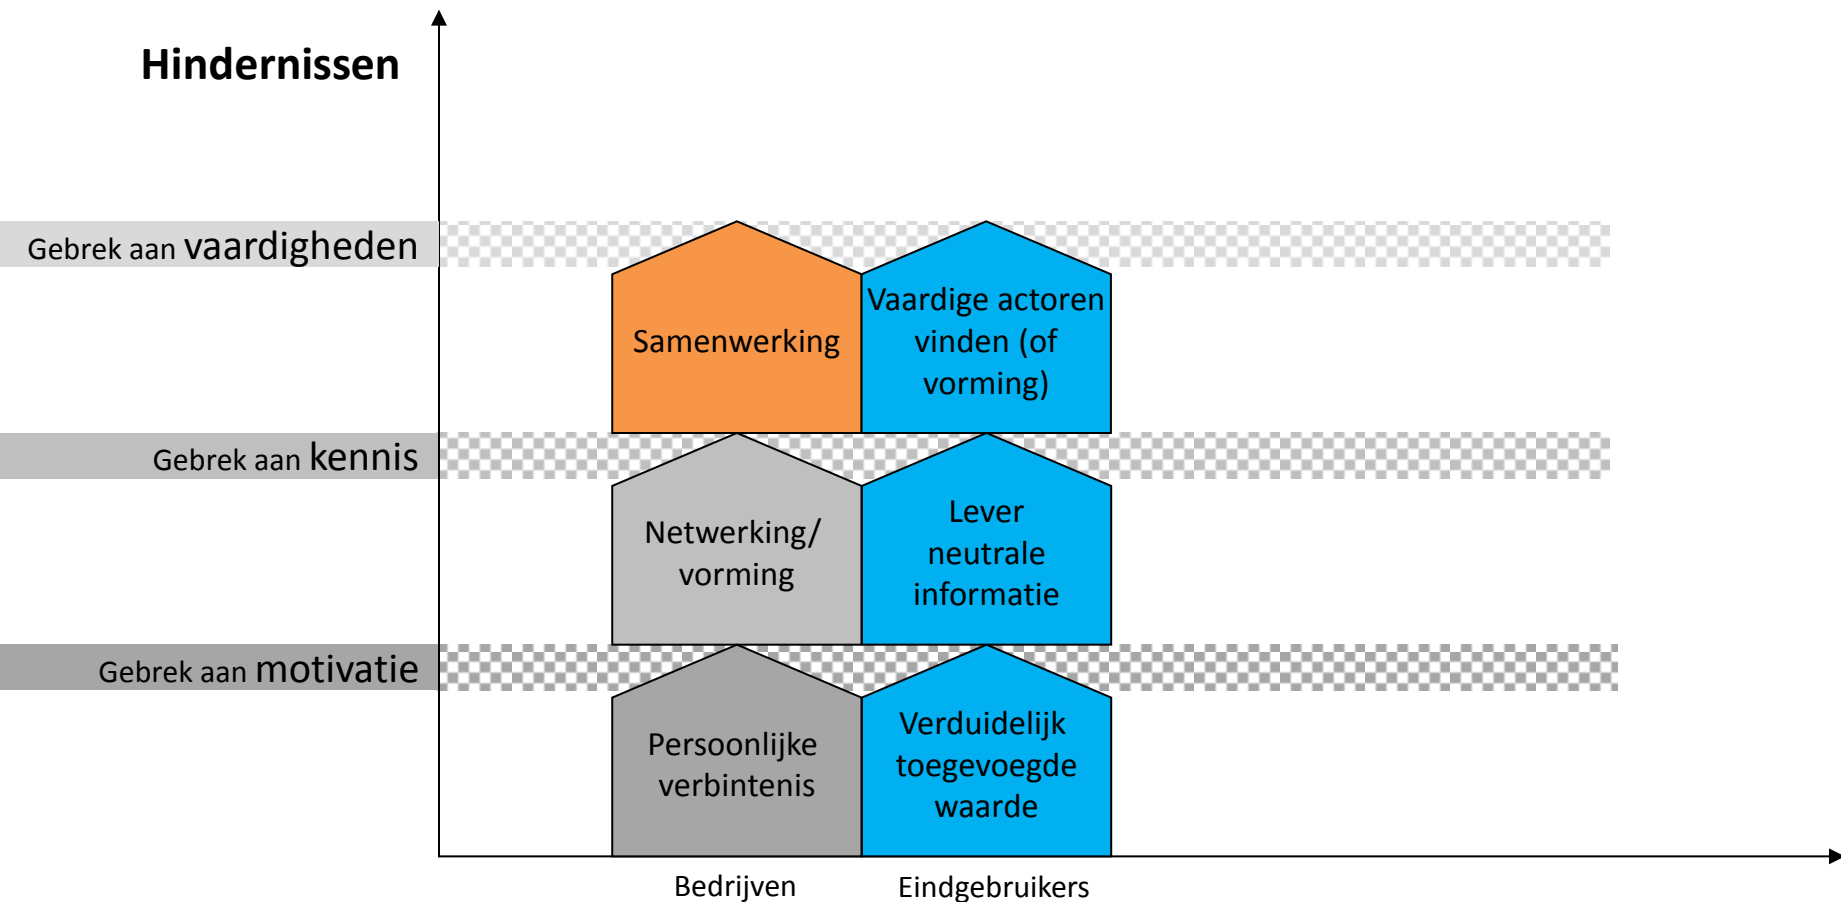 Hindernissen
Gebrek aan vaardigheden
Samenwerking
Vaardige actoren
vinden (of
vorming)
Gebrek aan kennis
Netwerking/
vorming
Lever
neutrale
informatie
Gebrek aan motivatie
Persoonlijke
verbintenis
Verduidelijk
toegevoegde
waarde
Bedrijven
Eindgebruikers